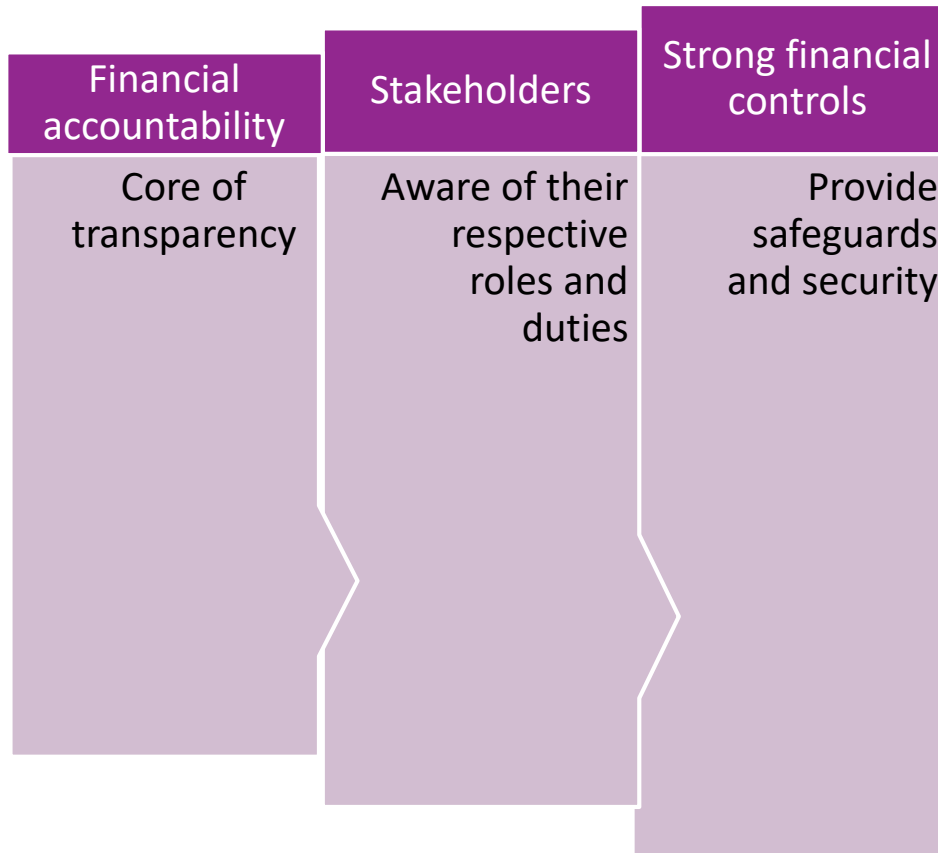 Financial
accountability
Core of
transparency
Stakeholders
Aware of their
respective
roles and
duties
Strong financial
controls
Provide
safeguards
and security